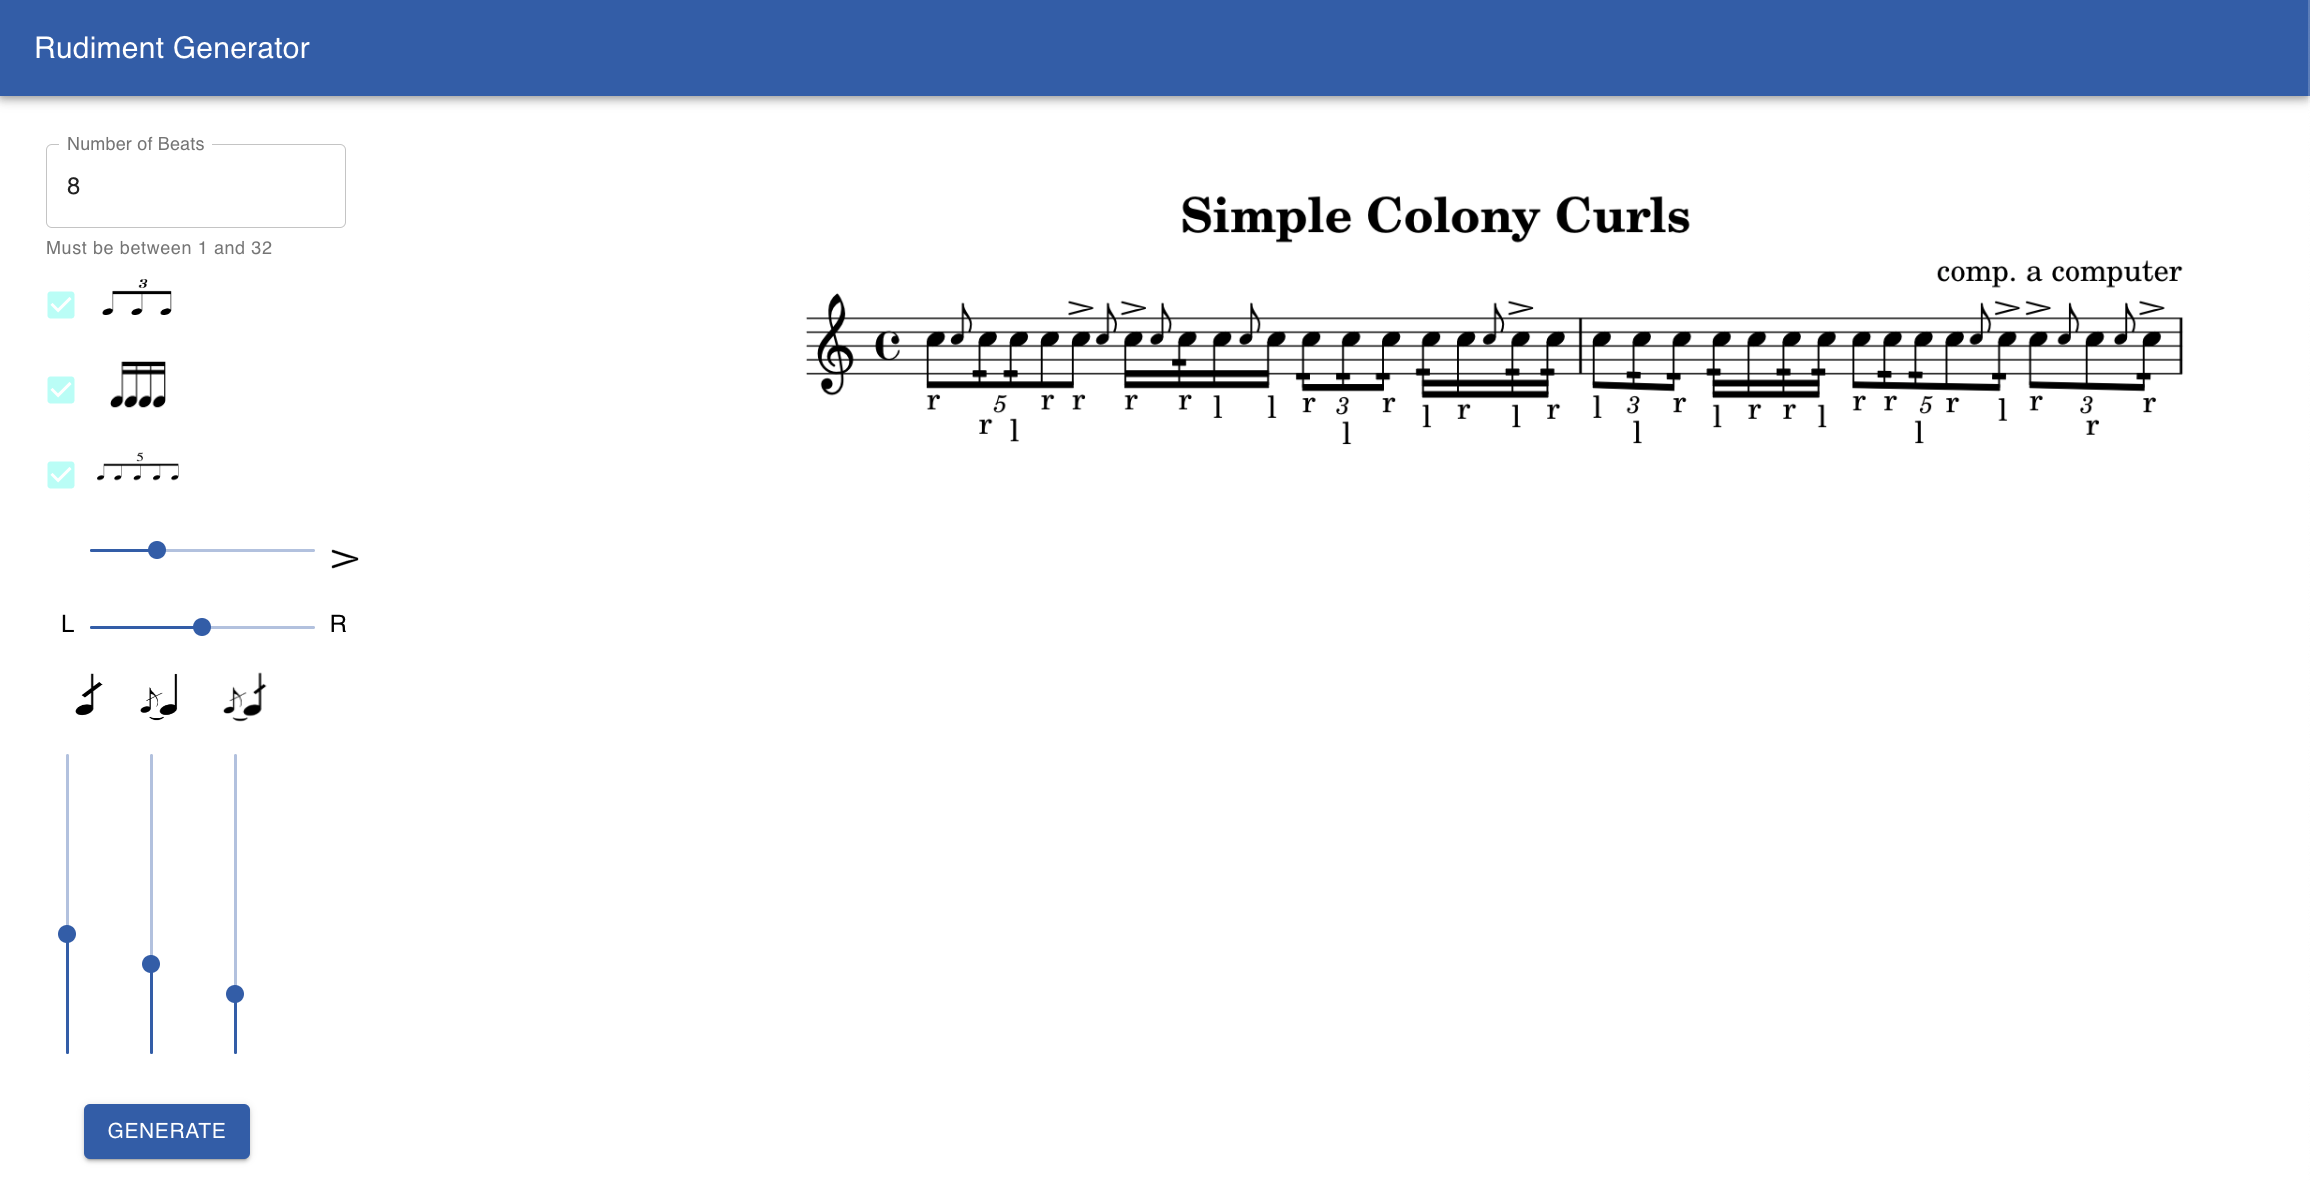 Rudiment Generator
Number of Beats
8
Must be between 1 and 32
3
5
L R
GENERATE
Simple Colony Curls
comp. a computer
r 5 r r r r l l r 3 r l r l r l 3 r l r r l r r 5 r l r 3 r
r l l l l r